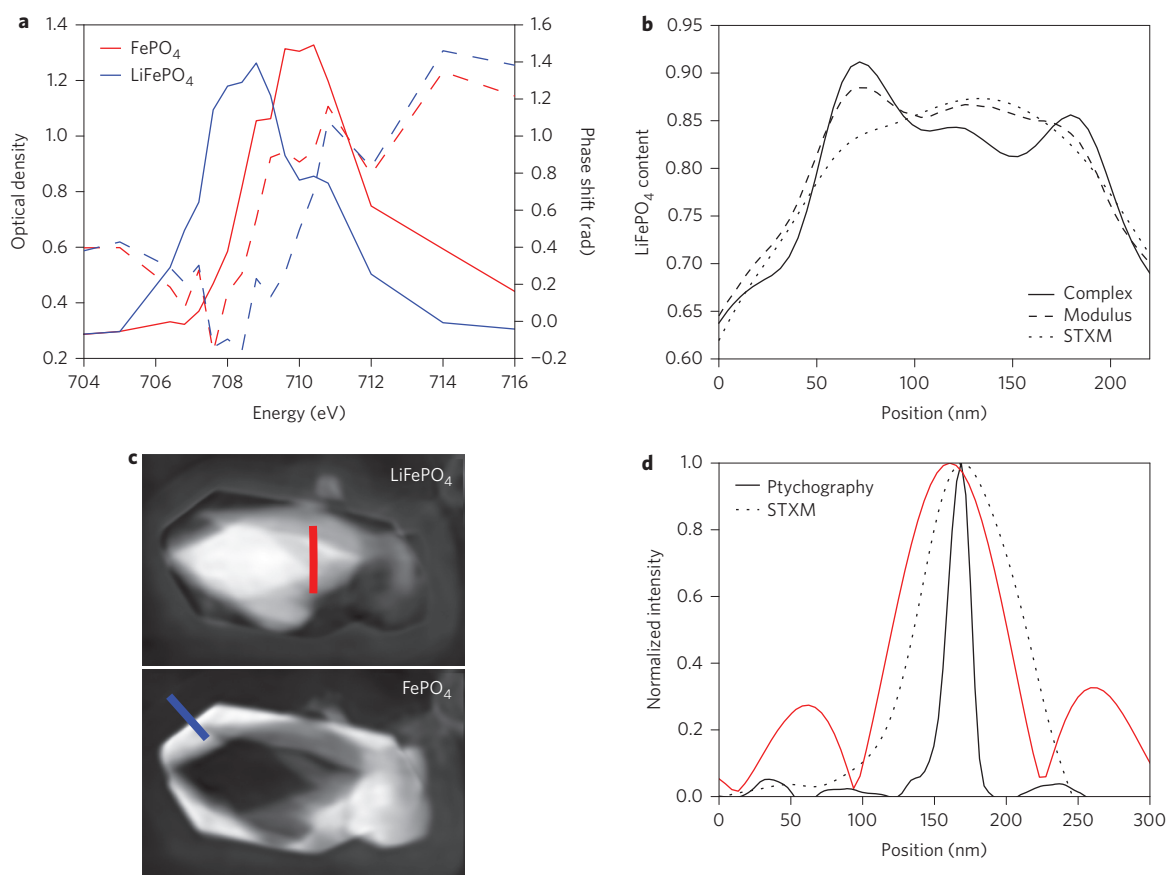 a
1.4
1.2
1.0
0.8
0.6
0.4
0.2
Optical density
FePO4
LiFePO4
1.6
1.4
1.2
1.0
0.8
0.6
0.4
0.2
0.0
−0.2
Phase shift (rad)
704 706 708 710 712 714 716
Energy (eV)
b
0.95
0.90
0.85
0.80
0.75
0.70
0.65
0.60
LiFePO4 content
Complex
Modulus
STXM
0 50 100 150 200
Position (nm)
c
LiFePO4
FePO4
d
1.0
0.8
0.6
0.4
0.2
0.0
Normalized intensity
Ptychography
STXM
0 50 100 150 200 250 300
Position (nm)